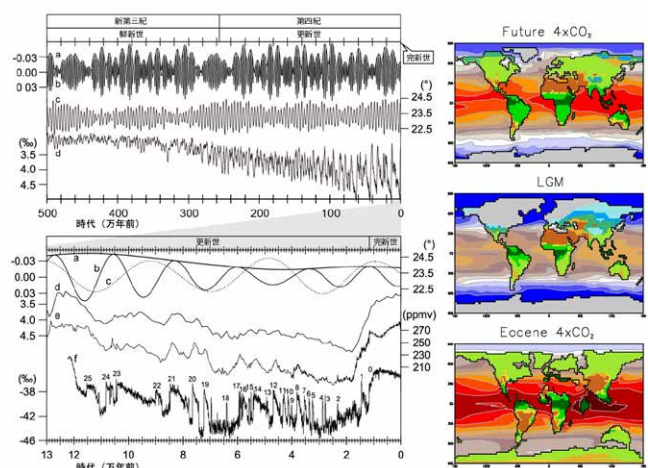 新第三紀 第四紀
鮮新世 更新世
完新世
-0.03
0.00
0.03
a
b
c
d
24.5 (°)
23.5
22.5
(‰)
3.5
4.0
4.5
500 400 300 200 100 0
時代（万年前）
更新世 完新世
-0.03
0.00
0.03
a
b
c
d
e
f
(°)
24.5
23.5
22.5
3.5
4.0
4.5
(ppmv)
270
250
230
210
25 24 23 22 21 20 19 18 17 16 15 14 13 12 11 10 9 8 7 6 5 4 3 2 1 0
(‰)
-38
-42
-46
13 12 10 8 6 4 2 0
時代（万年前）
Future 4xCO₂
LGM
Eocene 4xCO₂